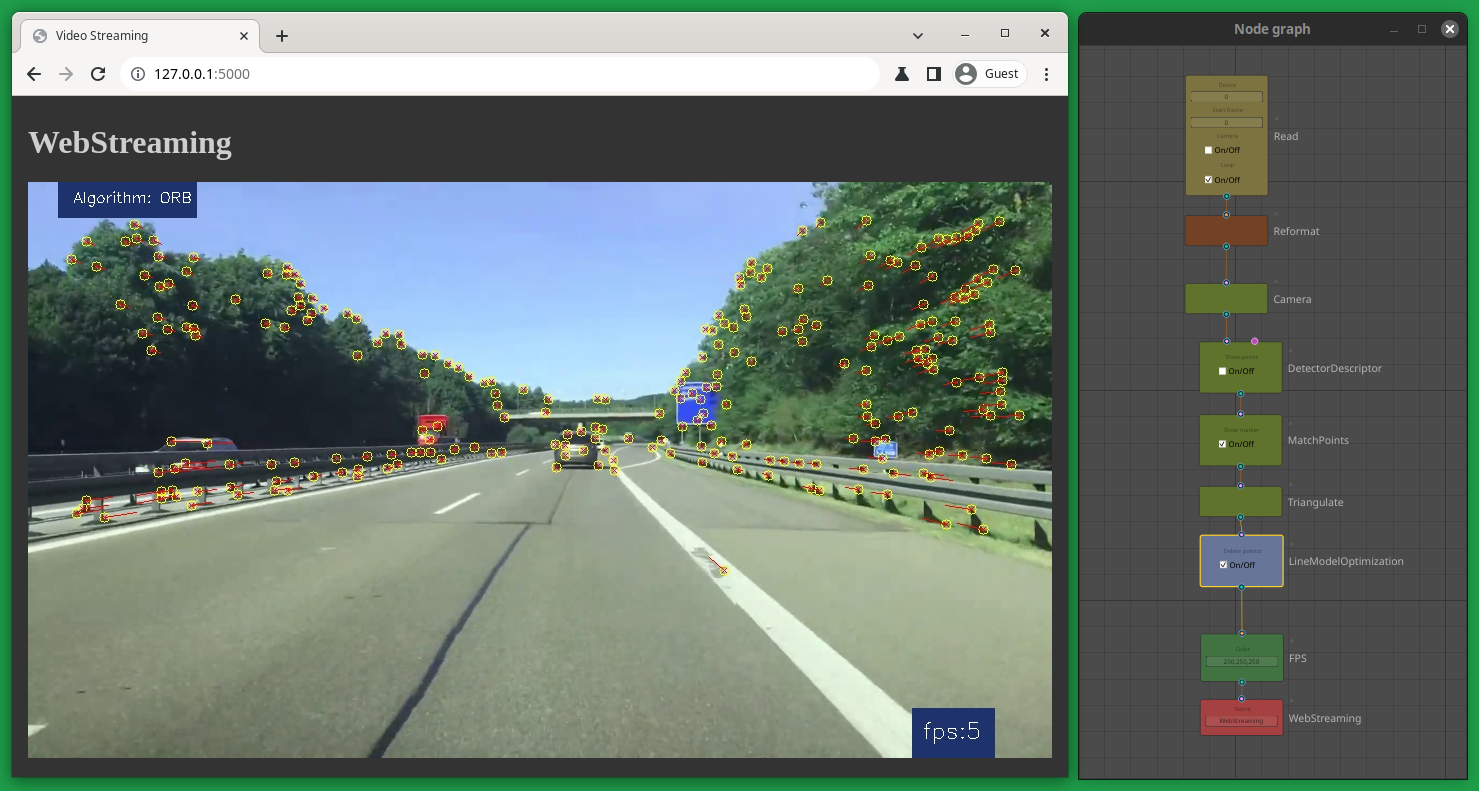 Video Streaming
127.0.0.1:5000
Guest
WebStreaming
Algorithm: ORB
fps:5
Node graph
Device
0
Start frame
0
Camera
On/Off
Loop
On/Off
Read
Reformat
Camera
Show points
On/Off
DetectorDescriptor
Show marker
On/Off
MatchPoints
Triangulate
Delete points
On/Off
LineModelOptimization
Color
250,250,250
FPS
Name
WebStreaming
WebStreaming